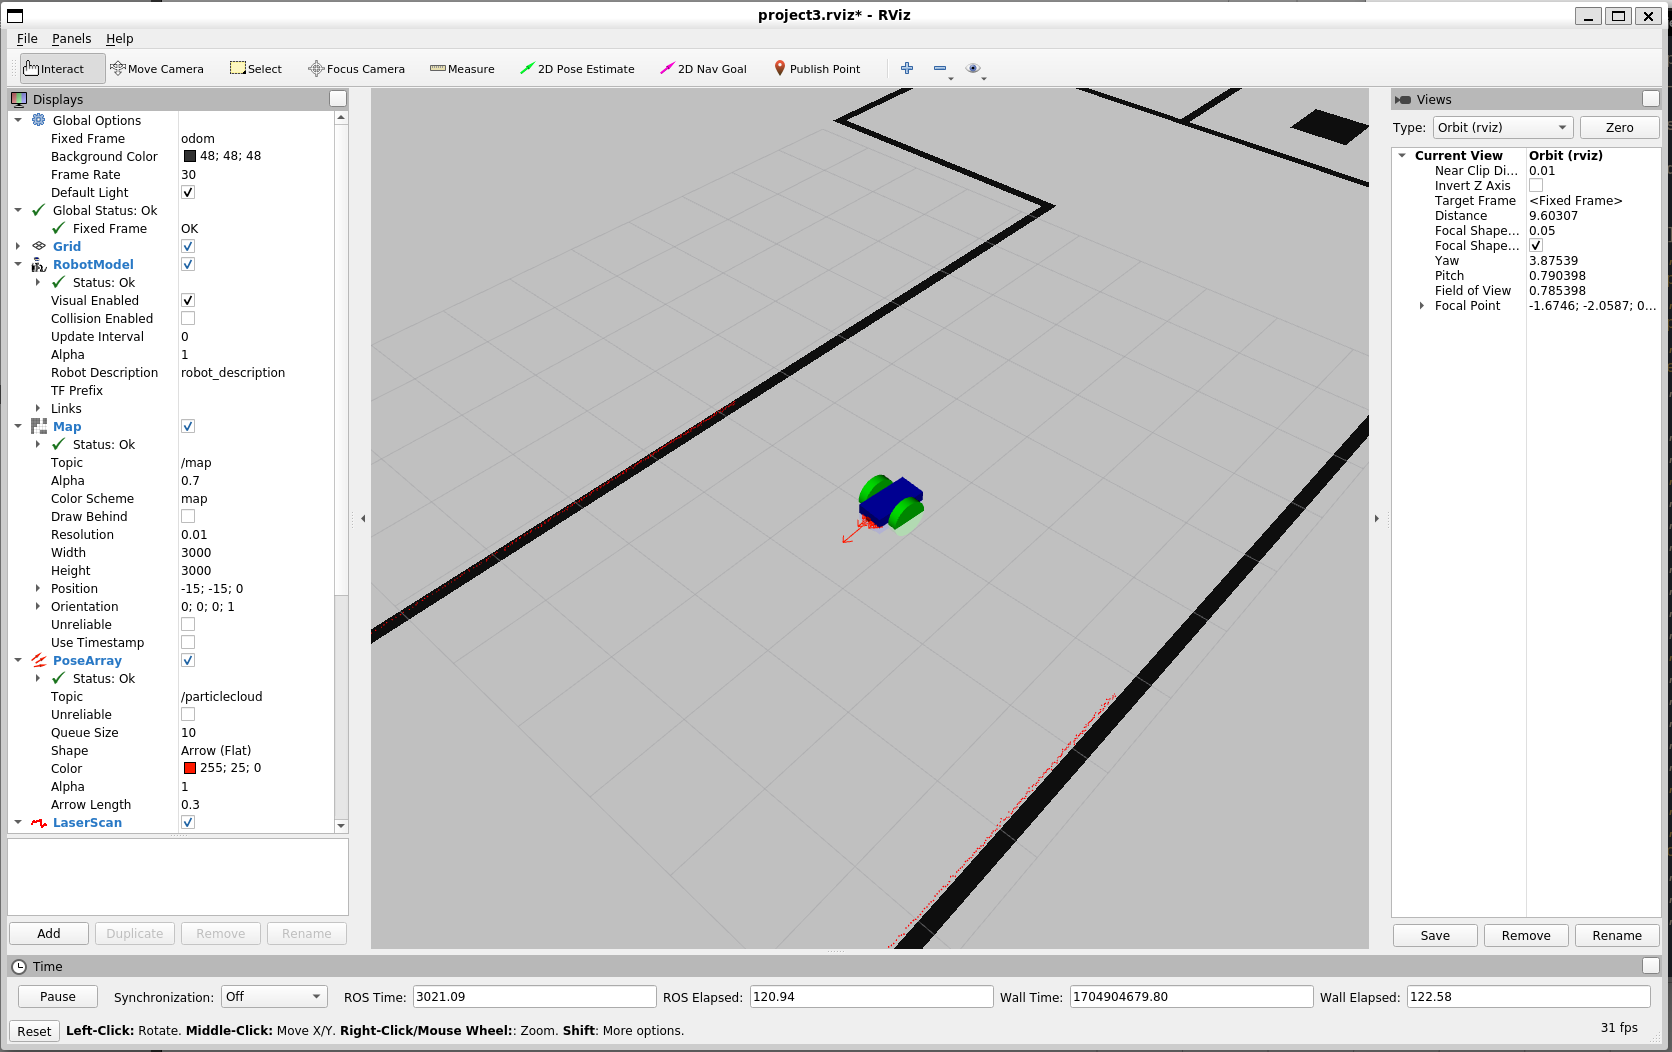 project3.rviz* - RViz
File Panels Help
Interact Move Camera Select Focus Camera Measure 2D Pose Estimate 2D Nav Goal Publish Point
Displays
Global Options
Fixed Frame odom
Background Color 48; 48; 48
Frame Rate 30
Default Light
Global Status: Ok
Fixed Frame OK
Grid
RobotModel
Status: Ok
Visual Enabled
Collision Enabled
Update Interval 0
Alpha 1
Robot Description robot_description
TF Prefix
Links
Map
Status: Ok
Topic /map
Alpha 0.7
Color Scheme map
Draw Behind
Resolution 0.01
Width 3000
Height 3000
Position -15; -15; 0
Orientation 0; 0; 0; 1
Unreliable
Use Timestamp
PoseArray
Status: Ok
Topic /particlecloud
Unreliable
Queue Size 10
Shape Arrow (Flat)
Color 255; 25; 0
Alpha 1
Arrow Length 0.3
LaserScan
Add Duplicate Remove Rename
Views
Type: Orbit (rviz) Zero
Current View Orbit (rviz)
Near Clip Di... 0.01
Invert Z Axis
Target Frame <Fixed Frame>
Distance 9.60307
Focal Shape... 0.05
Focal Shape...
Yaw 3.87539
Pitch 0.790398
Field of View 0.785398
Focal Point -1.6746; -2.0587; 0...
Save Remove Rename
Time
Pause Synchronization: Off ROS Time: 3021.09 ROS Elapsed: 120.94 Wall Time: 1704904679.80 Wall Elapsed: 122.58
Reset Left-Click: Rotate. Middle-Click: Move X/Y. Right-Click/Mouse Wheel:: Zoom. Shift: More options. 31 fps